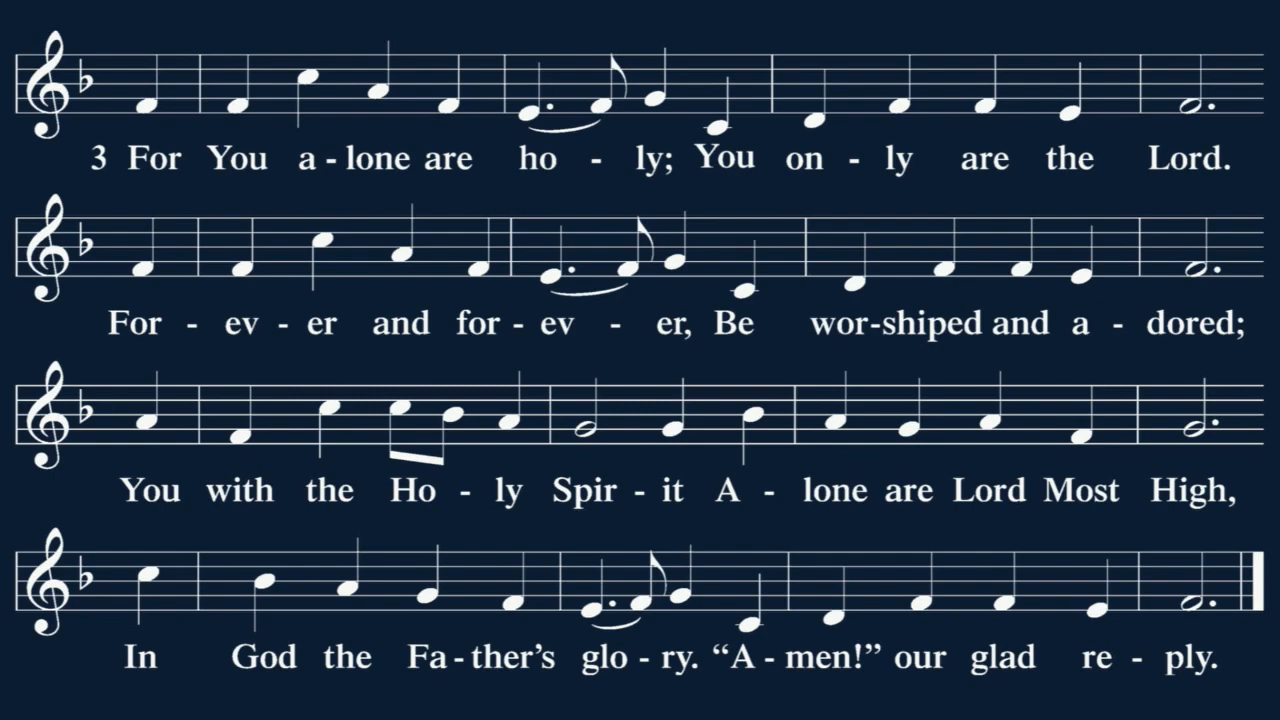 3 For You a - lone are ho - ly; You on - ly are the Lord.
For - ev - er and for - ev - er, Be wor-shiped and a - dored;
You with the Ho - ly Spir - it A - lone are Lord Most High,
In God the Fa - ther’s glo - ry. “A - men!” our glad re - ply.